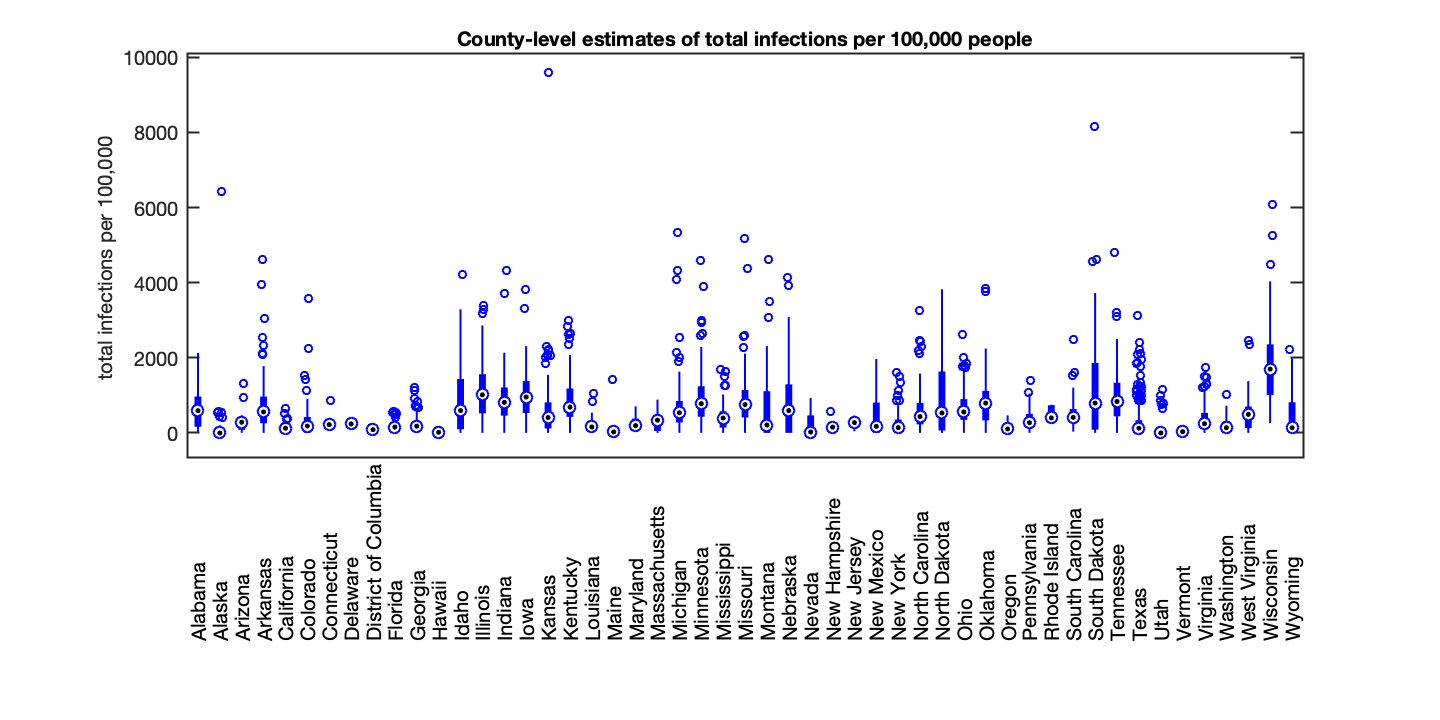 County-level estimates of total infections per 100,000 people
total infections per 100,000
10000
8000
6000
4000
2000
0
Alabama
Alaska
Arizona
Arkansas
California
Colorado
Connecticut
Delaware
District of Columbia
Florida
Georgia
Hawaii
Idaho
Illinois
Indiana
Iowa
Kansas
Kentucky
Louisiana
Maine
Maryland
Massachusetts
Michigan
Minnesota
Mississippi
Missouri
Montana
Nebraska
Nevada
New Hampshire
New Jersey
New Mexico
New York
North Carolina
North Dakota
Ohio
Oklahoma
Oregon
Pennsylvania
Rhode Island
South Carolina
South Dakota
Tennessee
Texas
Utah
Vermont
Virginia
Washington
West Virginia
Wisconsin
Wyoming